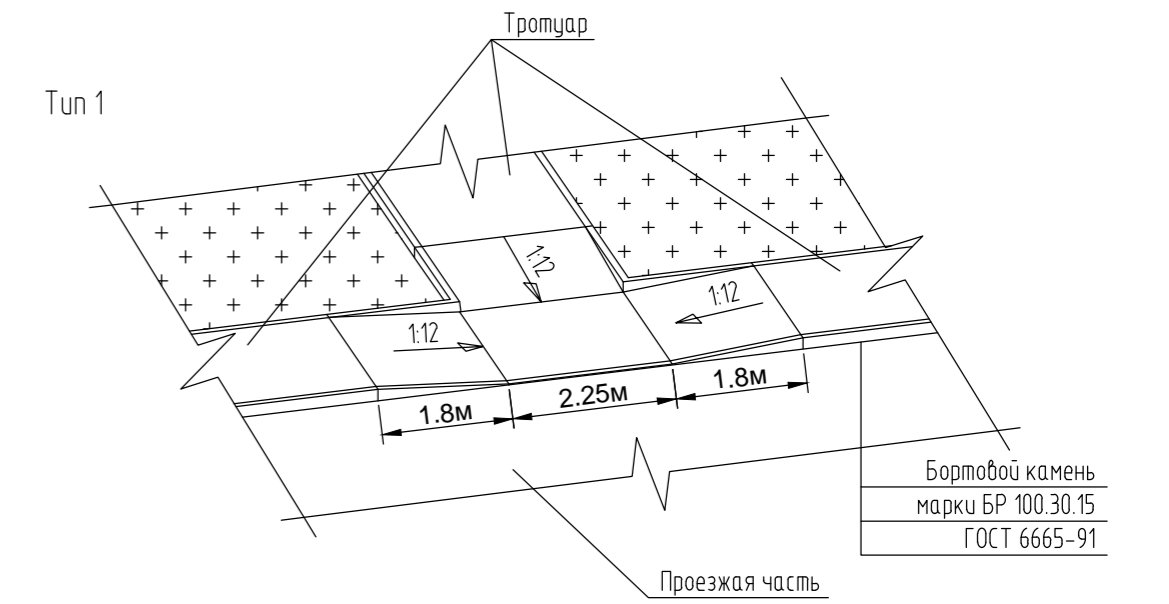 Тротуар
Тип 1
1:12
1:12
1:12
1.8м
2.25м
1.8м
Бортовой камень
марки БР 100.30.15
ГОСТ 6665-91
Проезжая часть